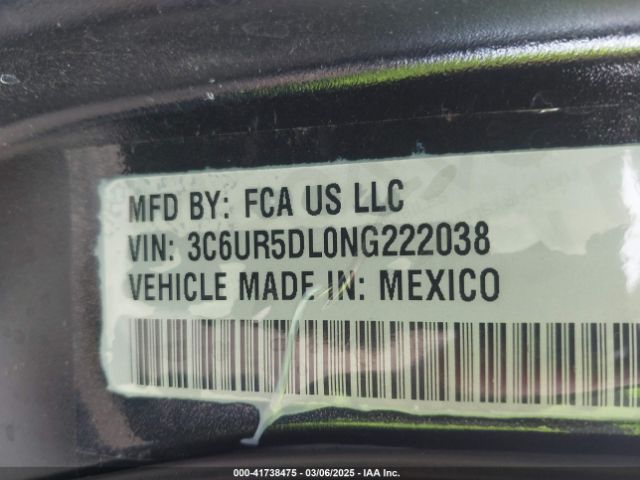 MFD BY: FCA US LLC
VIN: 3C6UR5DL0NG222038
VEHICLE MADE IN: MEXICO
000-41738475 — 03/06/2025 — IAA Inc.